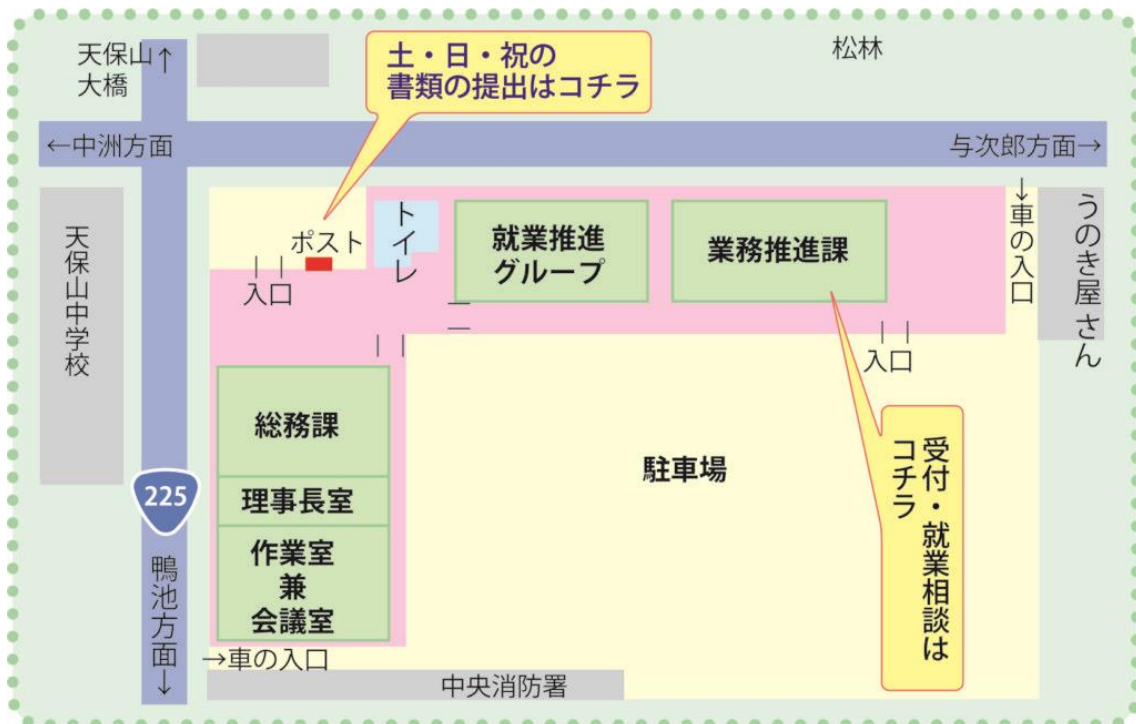 天保山↑
大橋
土・日・祝の
書類の提出はコチラ
松林
←中洲方面
与次郎方面→
天保山中学校
ポスト
トイレ
就業推進
グループ
業務推進課
→車の入口
うのき屋さん
入口
入口
総務課
駐車場
受付・就業相談は
コチラ
225
理事長室
作業室
兼
会議室
鴨池方面→
→車の入口
中央消防署